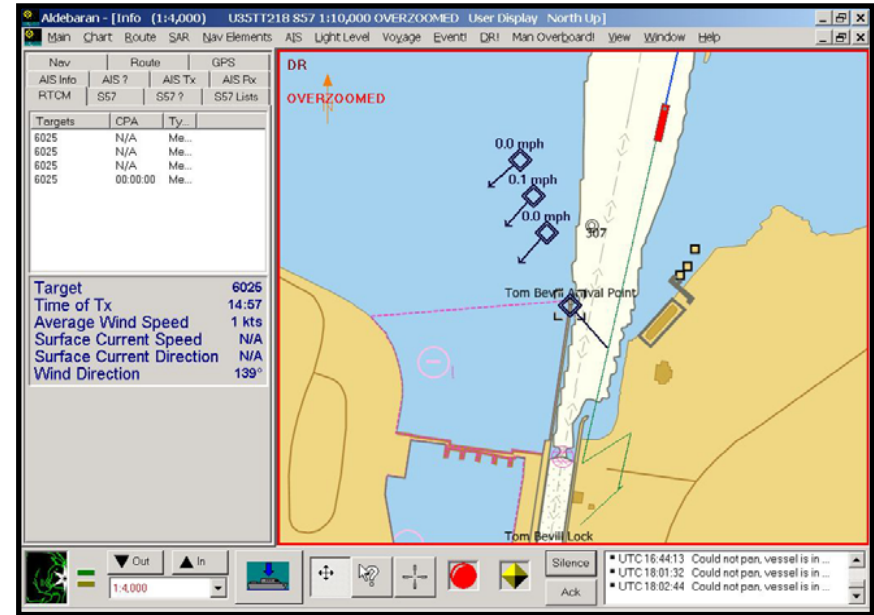 Aldebaran - [Info (1:4,000) U35TT218 S57 1:10,000 OVERZOOMED User Display North Up]
Main Chart Route SAR Nav Elements AIS Light Level Voyage Event! DR! Man Overboard! View Window Help
Nav Route GPS
AIS Info AIS ? AIS Tx AIS Rx
RTCM S57 S57 ? S57 Lists
Targets CPA Ty...
6025 N/A Me...
6025 N/A Me...
6025 N/A Me...
6025 00:00:00 Me...
Target 6025
Time of Tx 14:57
Average Wind Speed 1 kts
Surface Current Speed N/A
Surface Current Direction N/A
Wind Direction 139°
DR
OVERZOOMED
N
0.0 mph
0.1 mph
0.0 mph
307
Tom Bevill Arrival Point
Tom Bevill Lock
Out In
1:4,000
Silence
Ack
UTC 16:44:13 Could not pan, vessel is in ...
UTC 18:01:32 Could not pan, vessel is in ...
UTC 18:02:44 Could not pan, vessel is in ...